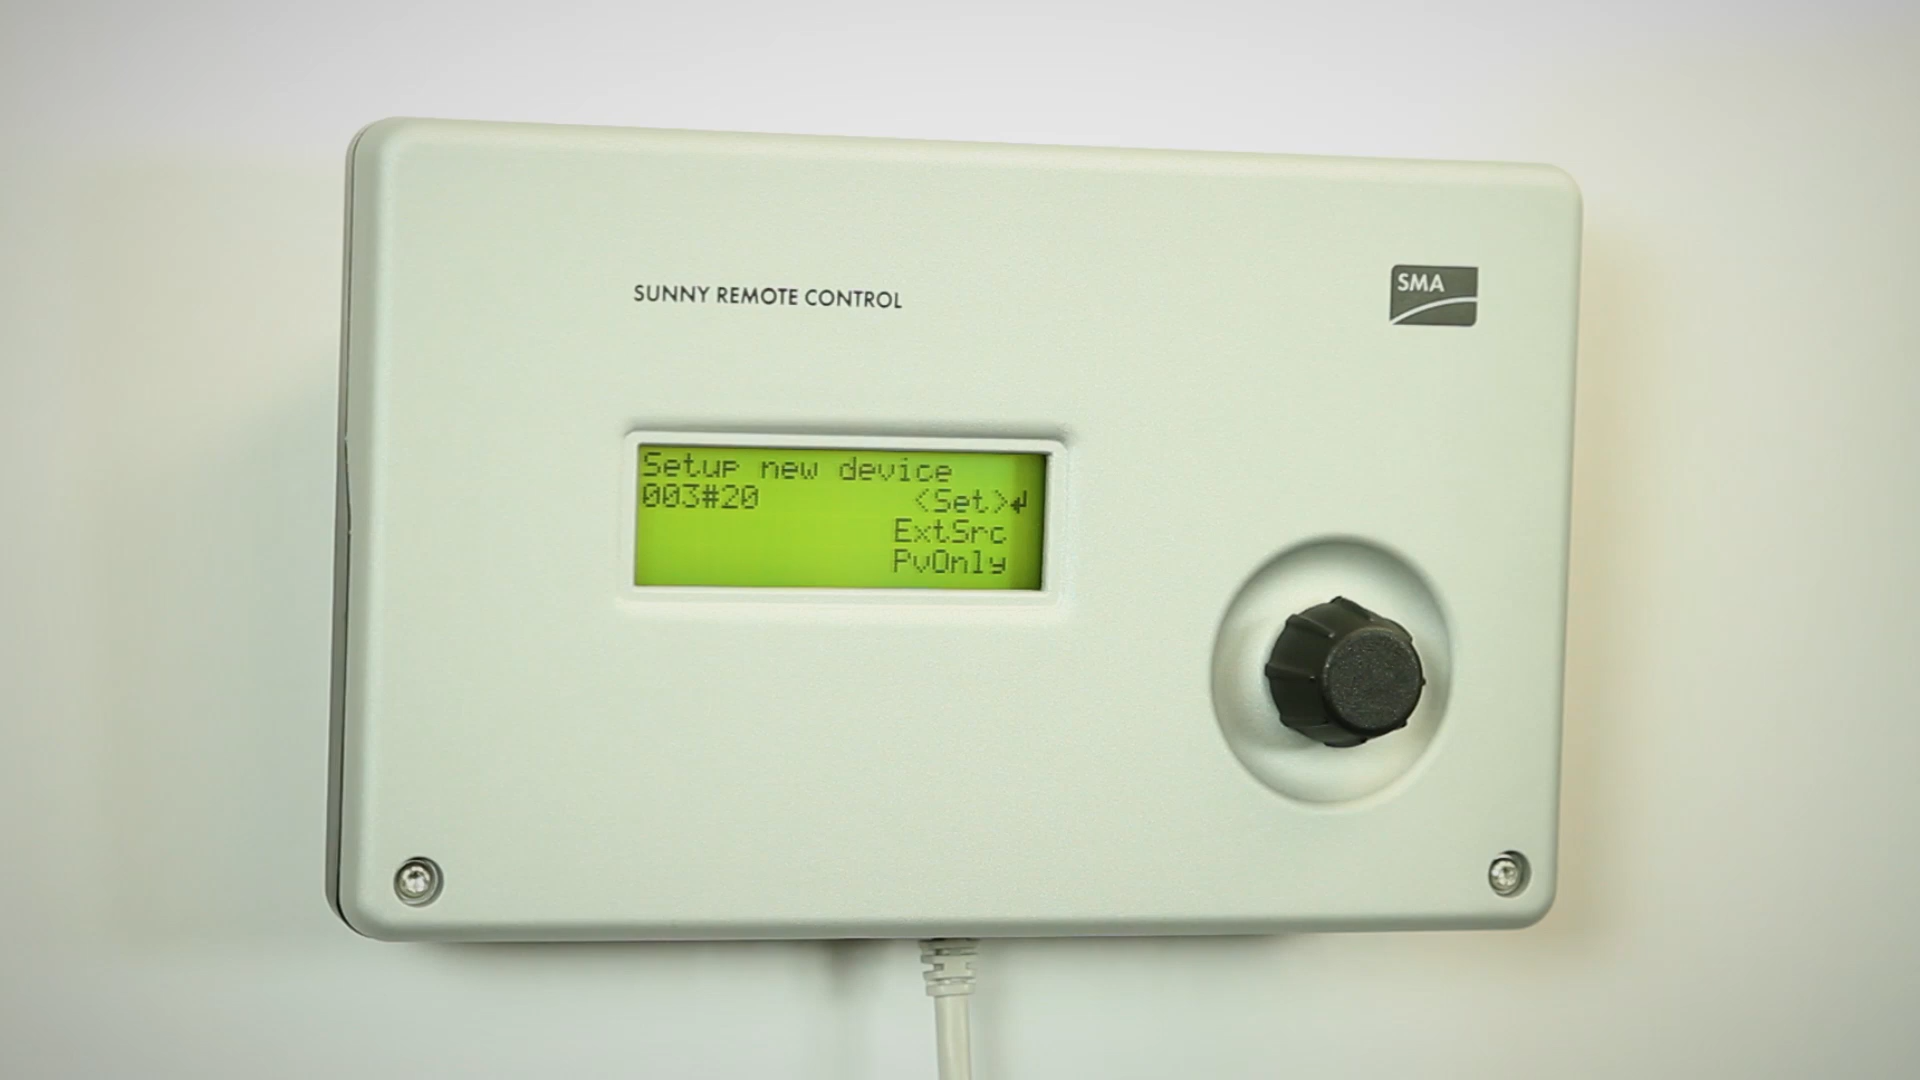 SUNNY REMOTE CONTROL
SMA
Setup new device
003#20 <Set>↲
ExtSrc
PvOnly